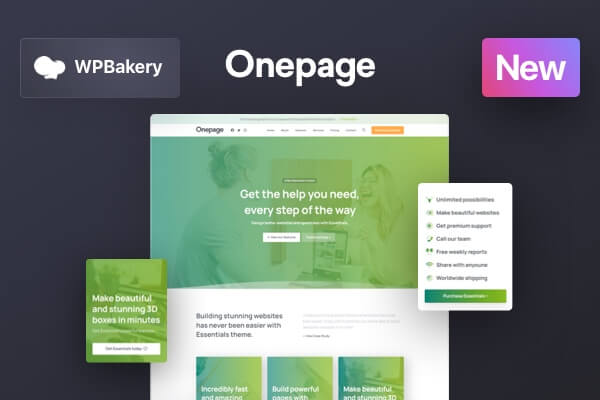 WPBakery
Onepage
New
Onepage
Home
Pricing
Contact
Get the help you need,
every step of the way
Unlimited possibilities
Make beautiful websites
Get premium support
Call our team
Free weekly reports
Share with anyone
Worldwide shipping
Purchase Essentials
Make beautiful
and stunning 3D
boxes in minutes
Get Essentials today
Building stunning websites
has never been easier with
Essentials theme.
Incredibly fast
and amazing
Build powerful
pages with
Make beautiful
and stunning 3D